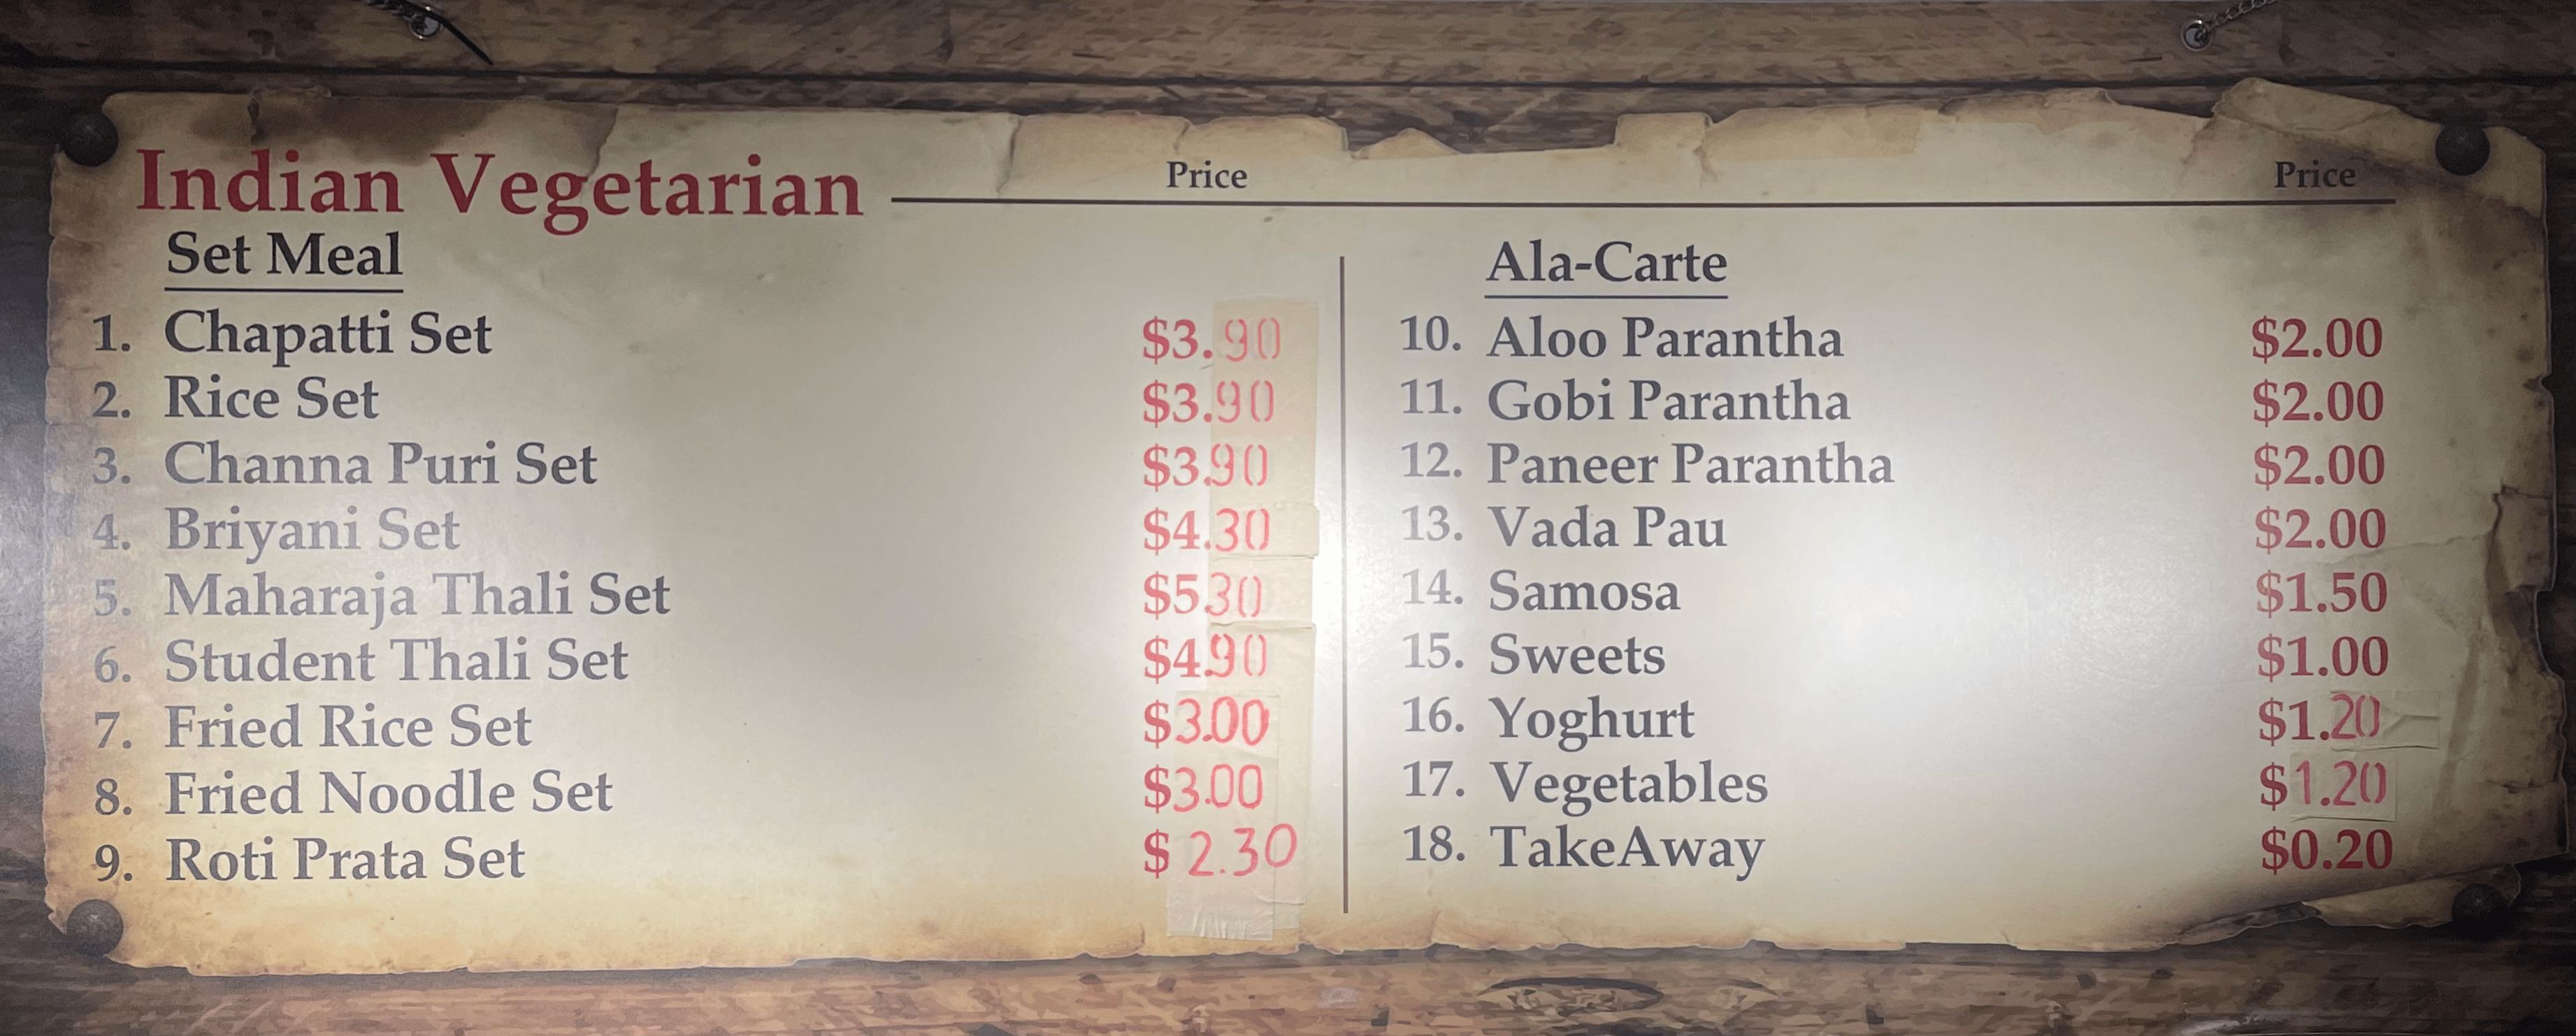 Indian Vegetarian
Price
Price
Set Meal
1. Chapatti Set $3.90
2. Rice Set $3.90
3. Channa Puri Set $3.90
4. Briyani Set $4.30
5. Maharaja Thali Set $5.30
6. Student Thali Set $4.90
7. Fried Rice Set $3.00
8. Fried Noodle Set $3.00
9. Roti Prata Set $2.30
Ala-Carte
10. Aloo Parantha $2.00
11. Gobi Parantha $2.00
12. Paneer Parantha $2.00
13. Vada Pau $2.00
14. Samosa $1.50
15. Sweets $1.00
16. Yoghurt $1.20
17. Vegetables $1.20
18. TakeAway $0.20